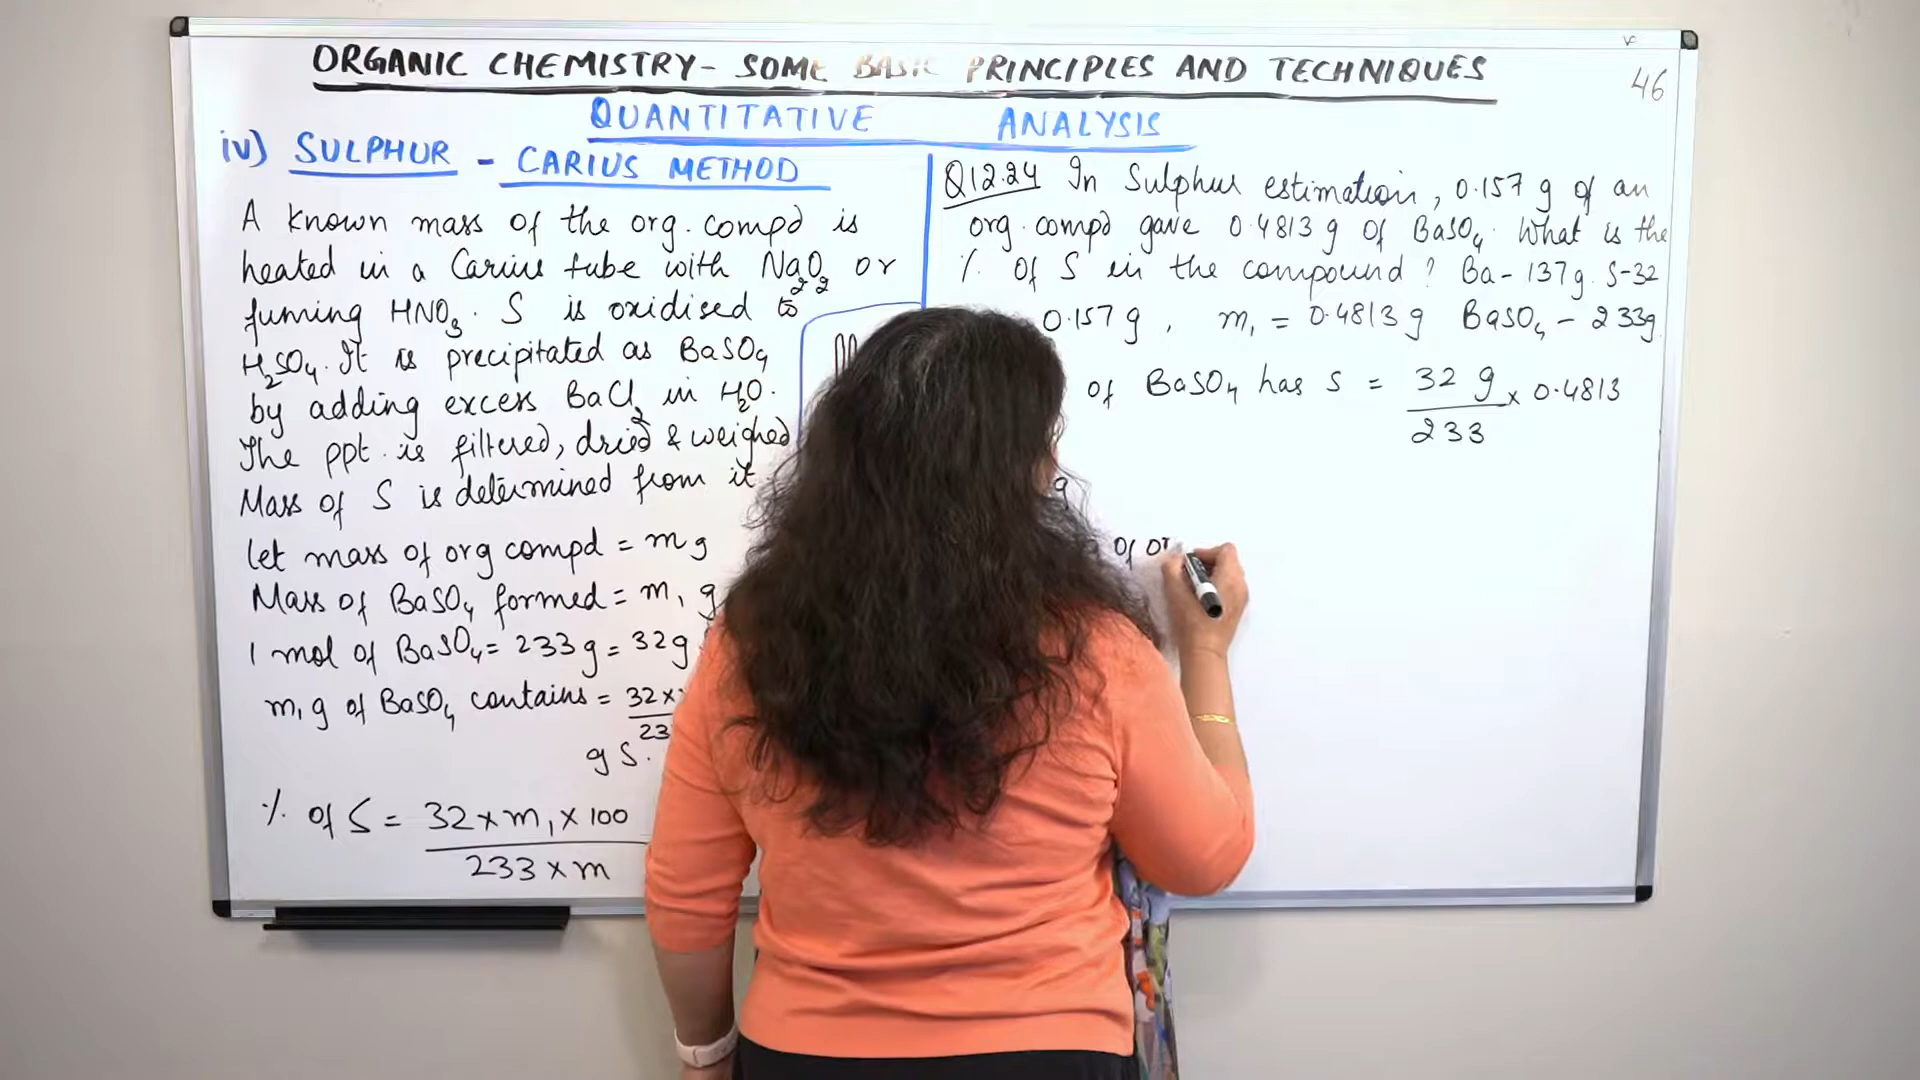 ORGANIC CHEMISTRY - SOME BASIC PRINCIPLES AND TECHNIQUES
46
QUANTITATIVE ANALYSIS
iv) SULPHUR - CARIUS METHOD
A known mass of the org. compd is
heated in a Carius tube with Na2O2 or
fuming HNO3. S is oxidised to
H2SO4. It is precipitated as BaSO4
by adding excess BaCl2 in H2O.
The ppt. is filtered, dried & weighed
Mass of S is determined from it
let mass of org compd = m g
Mass of BaSO4 formed = m1 g
1 mol of BaSO4 = 233 g = 32g
m1 g of BaSO4 contains = 32 ×
23
g S.
% of S = 32 × m1 × 100
233 × m
Q12.24 In Sulphur estimation, 0.157 g of an
org. compd gave 0.4813 g of BaSO4. What is the
% of S in the compound? Ba - 137g. S-32
0.157 g, m1 = 0.4813 g BaSO4 - 233g.
of BaSO4 has S = 32 g × 0.4813
233
g
of or